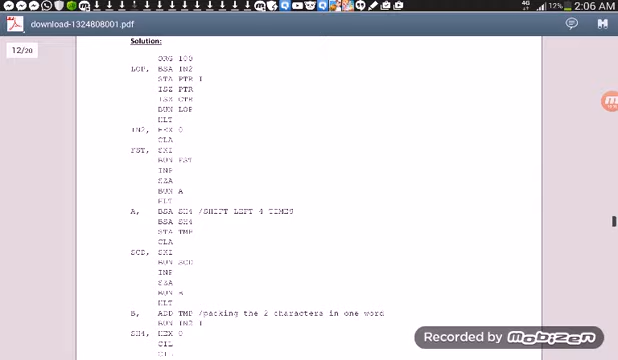 4G 12% 2:06 AM
download-1324808001.pdf
12/20
Solution:
ORG 100
LOP, BSA IN2
STA PTR I
ISZ PTR
ISZ CTR
BUN LOP
HLT
IN2, HEX 0
CLA
FST, SKI
BUN FST
INP
SZA
BUN A
HLT
A, BSA SH4 /SHIFT LEFT 4 TIMES
BSA SH4
STA TMP
CLA
SCD, SKI
BUN SCD
INP
SZA
BUN B
HLT
B, ADD TMP /packing the 2 characters in one word
BUN IN2 I
SH4, HEX 0
CIL
CIL
Recorded by Mobizen